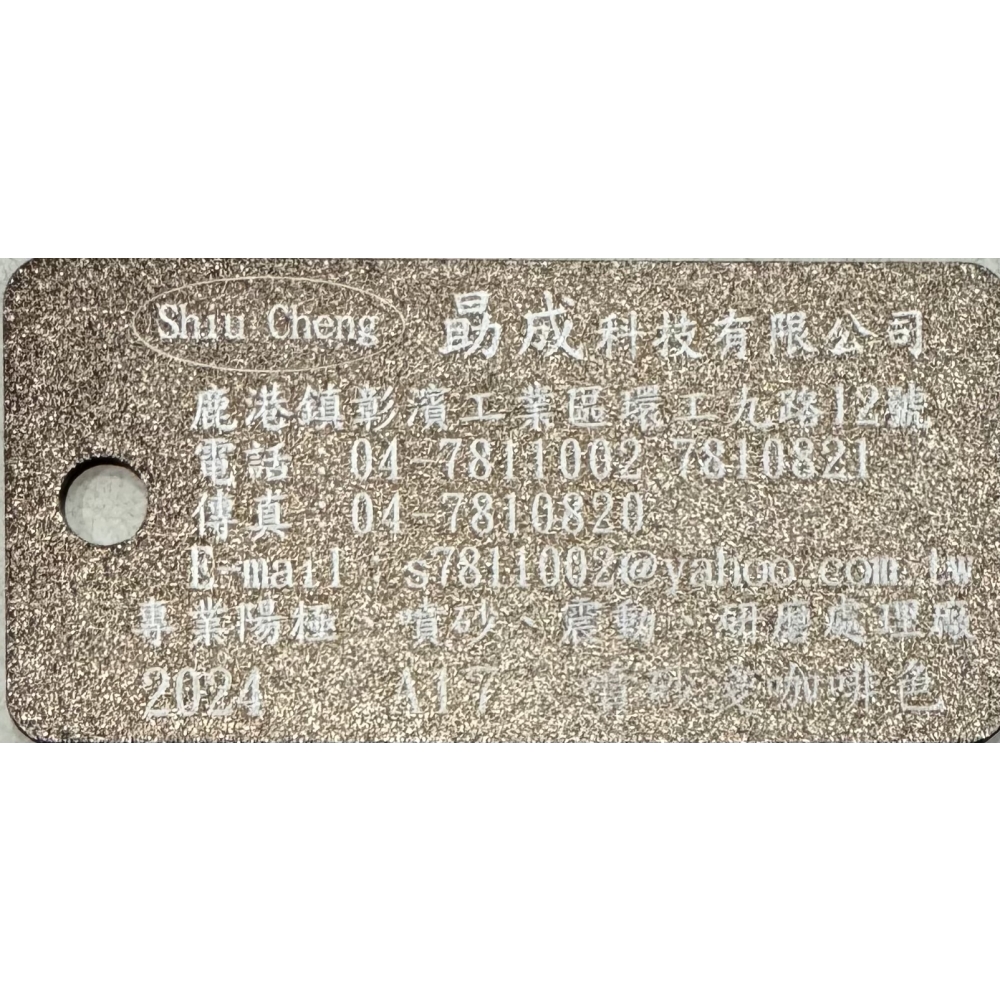 Shiu Cheng 勗成科技有限公司
鹿港鎮彰濱工業區環工九路12號
電話：04-7811002 7810821
傳真：04-7810820
E-mail：s7811002@yahoo.com.tw
專業陽極、噴砂、震動、研磨處理廠
2024 A17 噴砂麥咖啡色